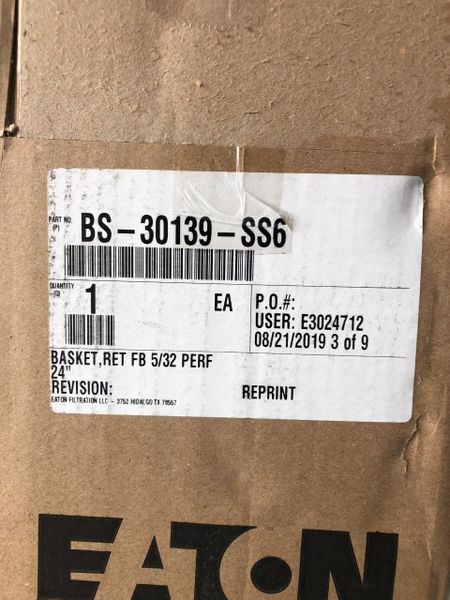 PART NO.
(P)
BS-30139-SS6
QUANTITY
(Q)
1
EA
P.O.#:
USER: E3024712
08/21/2019 3 of 9
BASKET,RET FB 5/32 PERF
24"
REVISION:
REPRINT
EATON FILTRATION LLC - 3752 HIDALGO TX 78557
EATON